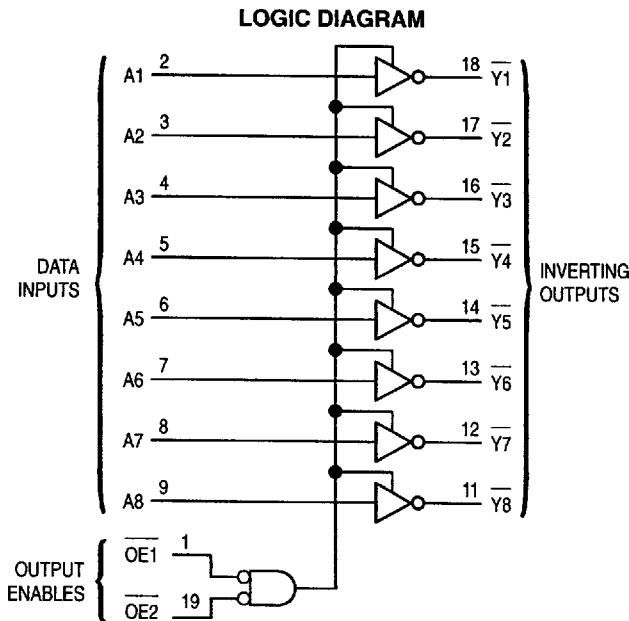 LOGIC DIAGRAM
A1 2 18 Y1
A2 3 17 Y2
A3 4 16 Y3
A4 5 15 Y4
A5 6 14 Y5
A6 7 13 Y6
A7 8 12 Y7
A8 9 11 Y8
DATA
INPUTS
INVERTING
OUTPUTS
OE1 1
OE2 19
OUTPUT
ENABLES